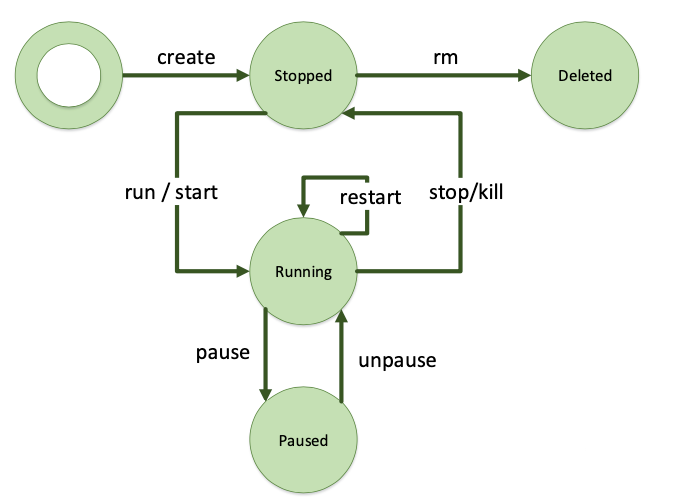 create
rm
Stopped
Deleted
run / start
restart
stop/kill
Running
pause
unpause
Paused